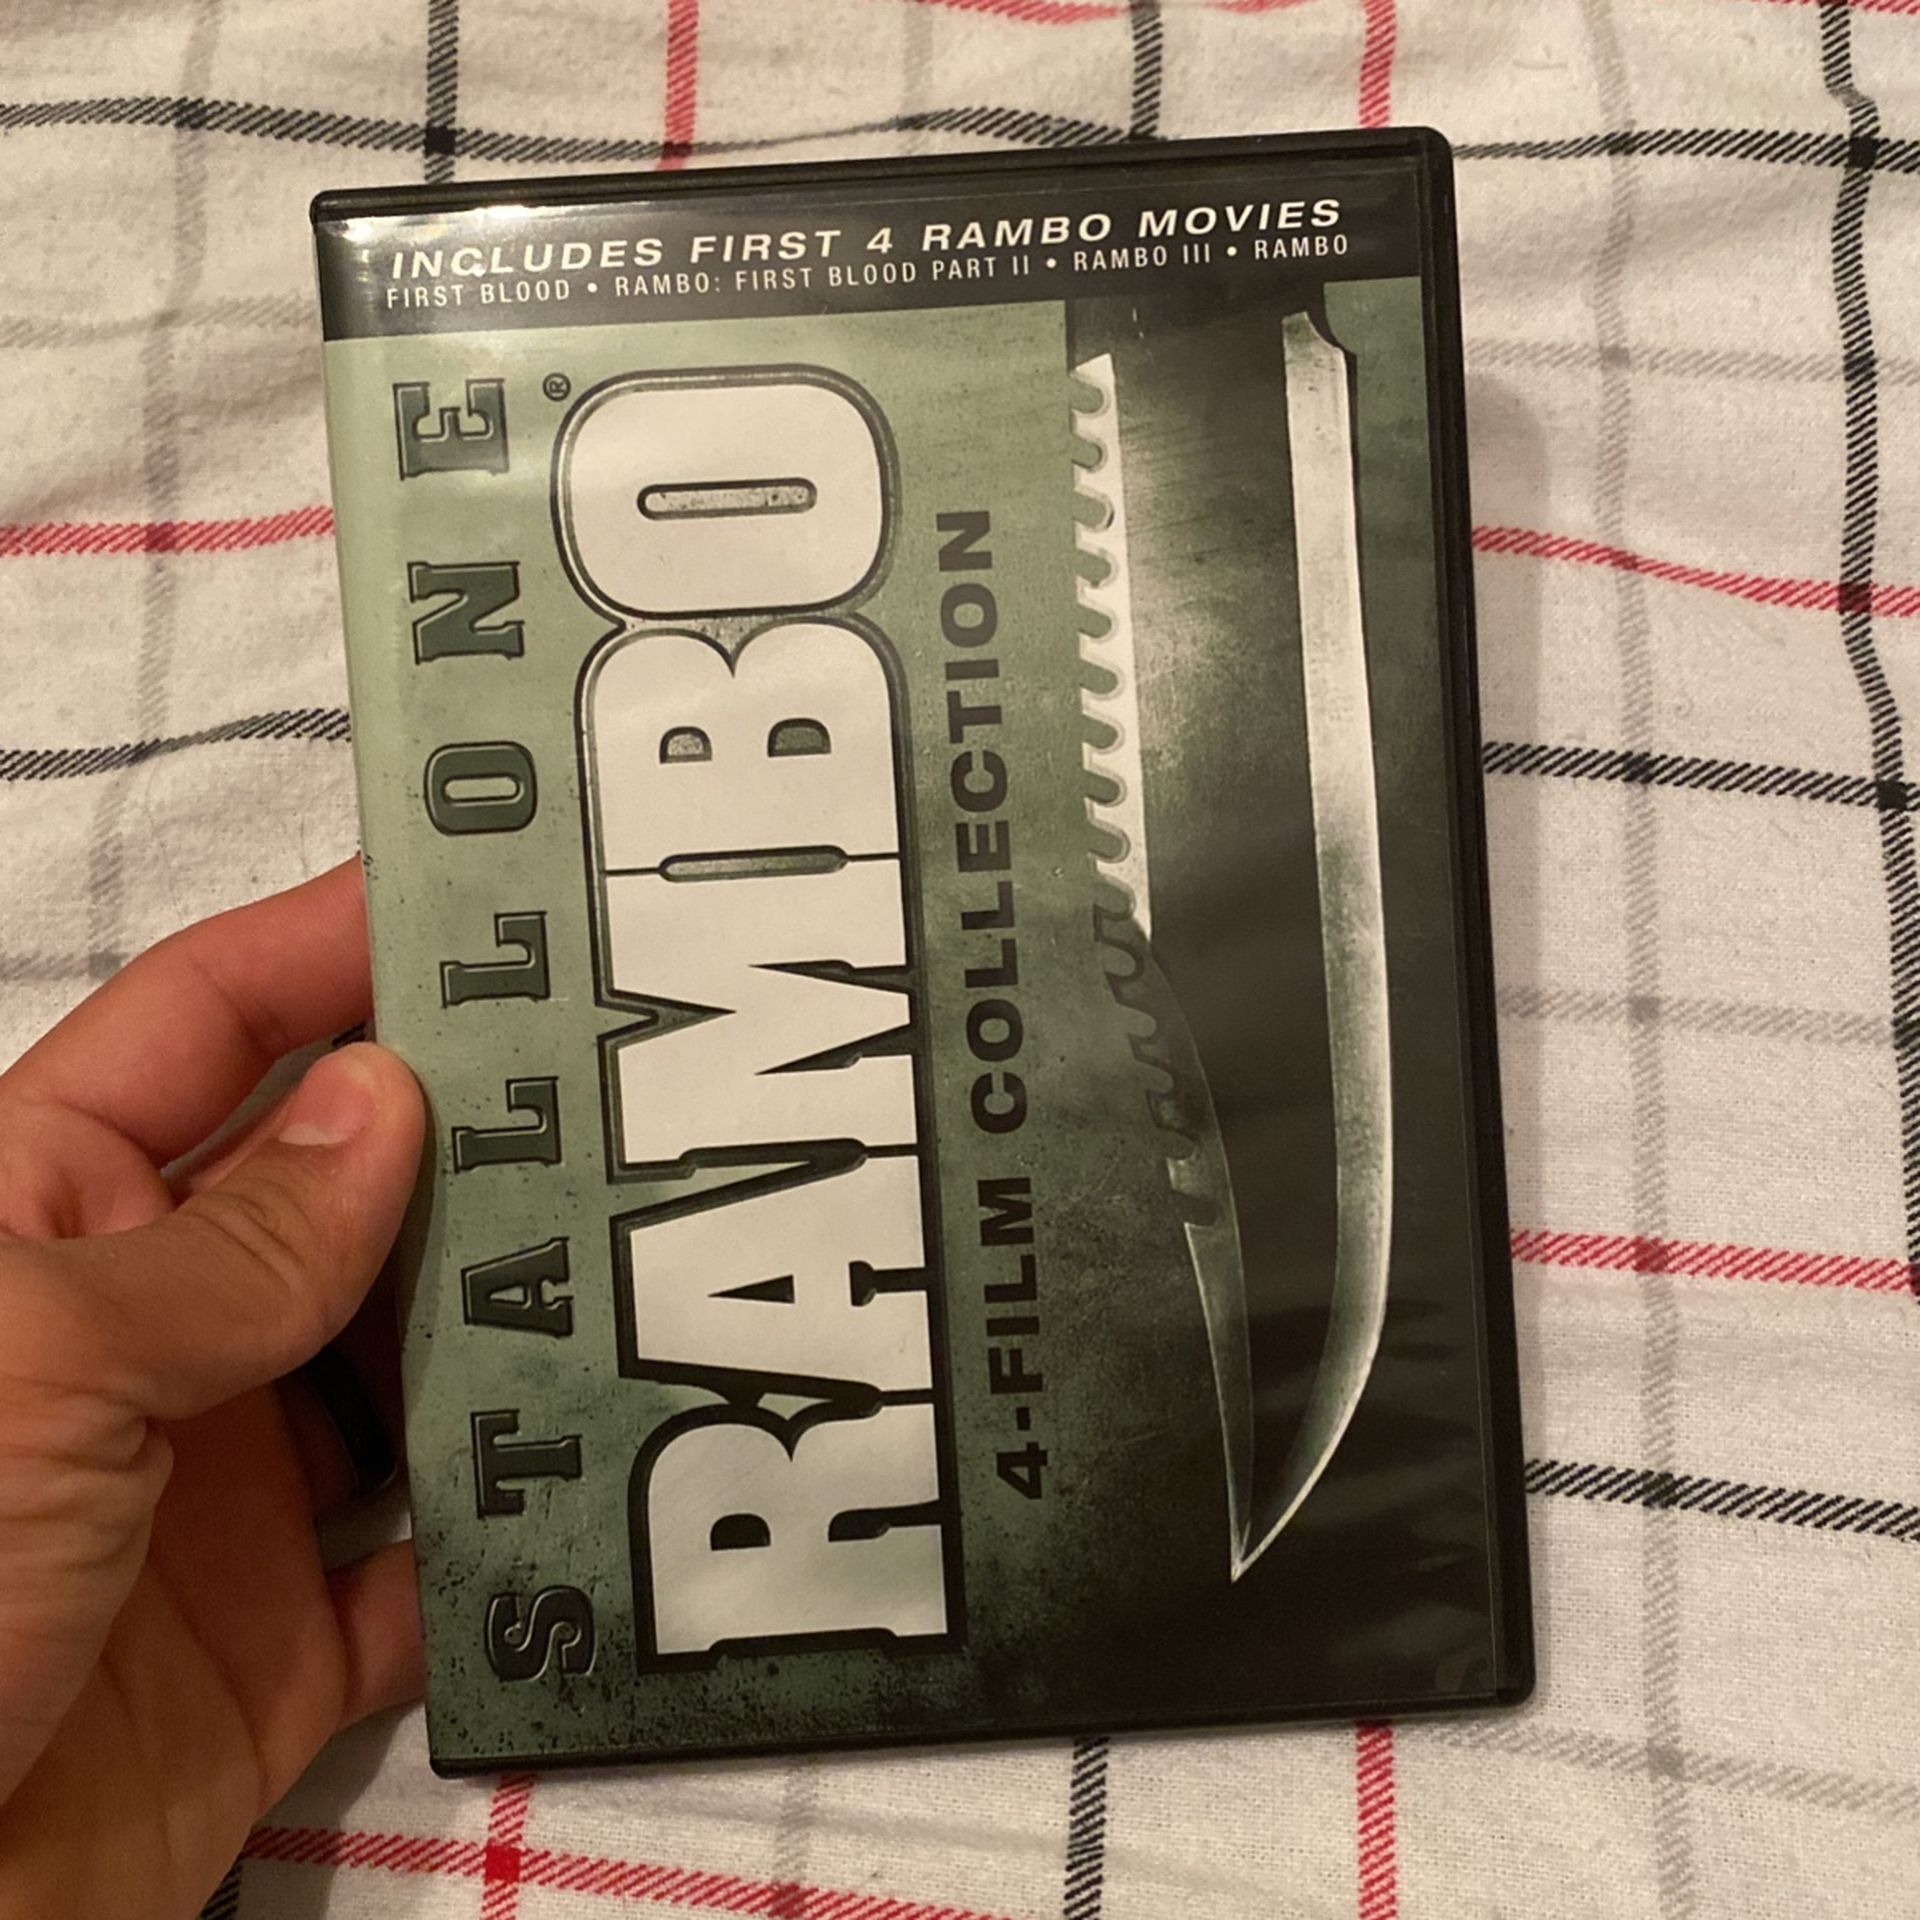 INCLUDES FIRST 4 RAMBO MOVIES
FIRST BLOOD • RAMBO: FIRST BLOOD PART II • RAMBO III • RAMBO
STALLONE
RAMBO®
4-FILM COLLECTION